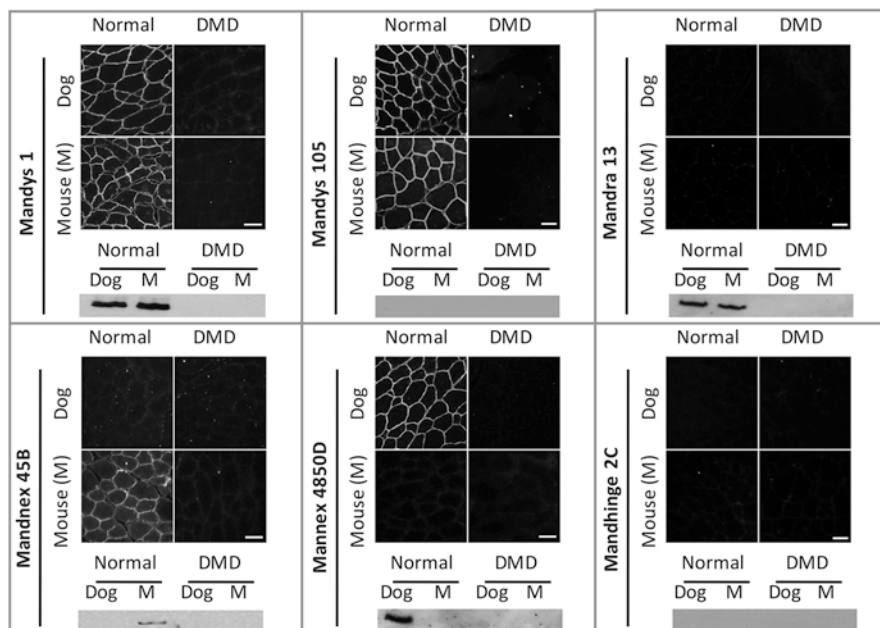 Normal DMD
Mandys 1
Dog
Mouse (M)
Normal DMD
Dog M Dog M
Normal DMD
Mandys 105
Dog
Mouse (M)
Normal DMD
Dog M Dog M
Normal DMD
Mandra 13
Dog
Mouse (M)
Normal DMD
Dog M Dog M
Normal DMD
Mandnex 45B
Dog
Mouse (M)
Normal DMD
Dog M Dog M
Normal DMD
Mannex 4850D
Dog
Mouse (M)
Normal DMD
Dog M Dog M
Normal DMD
Mandhinge 2C
Dog
Mouse (M)
Normal DMD
Dog M Dog M